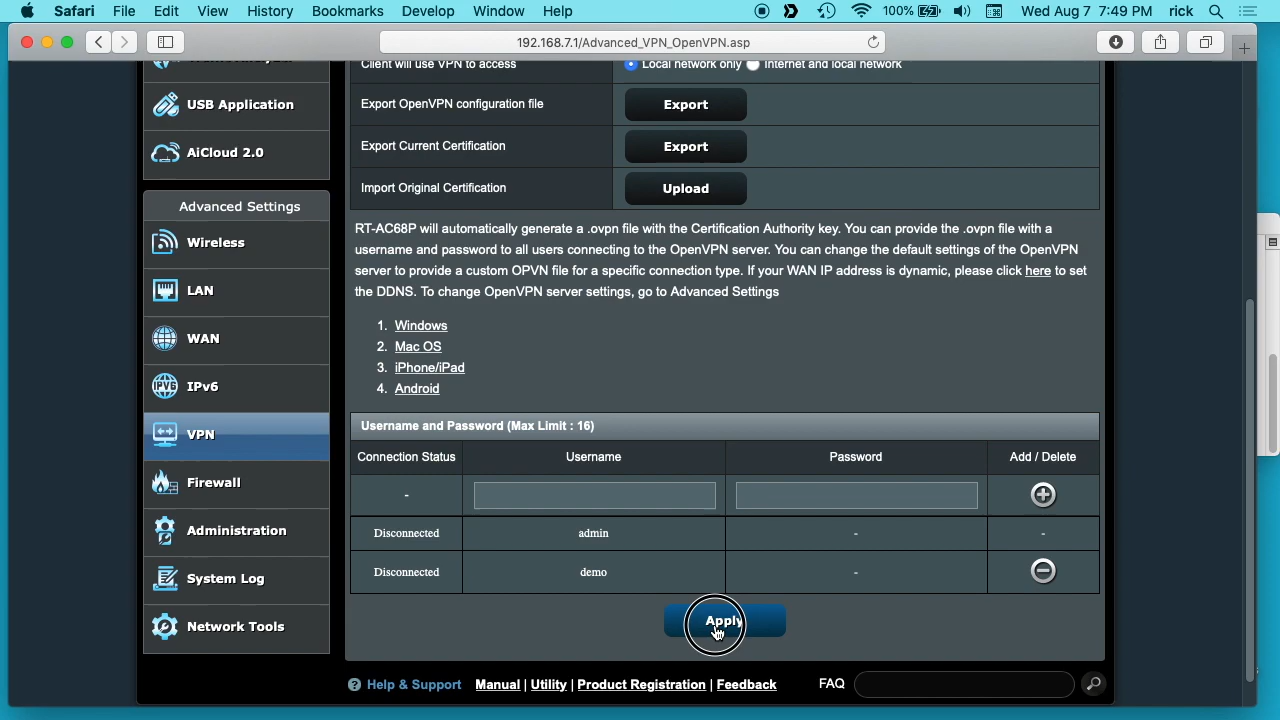 Safari File Edit View History Bookmarks Develop Window Help 100% Wed Aug 7 7:49 PM rick
192.168.7.1/Advanced_VPN_OpenVPN.asp
Client will use VPN to access Local network only Internet and local network
USB Application
Export OpenVPN configuration file Export
AiCloud 2.0
Export Current Certification Export
Import Original Certification Upload
Advanced Settings
Wireless
LAN
WAN
IPv6
VPN
Firewall
Administration
System Log
Network Tools
RT-AC68P will automatically generate a .ovpn file with the Certification Authority key. You can provide the .ovpn file with a
username and password to all users connecting to the OpenVPN server. You can change the default settings of the OpenVPN
server to provide a custom OPVN file for a specific connection type. If your WAN IP address is dynamic, please click here to set
the DDNS. To change OpenVPN server settings, go to Advanced Settings
1. Windows
2. Mac OS
3. iPhone/iPad
4. Android
Username and Password (Max Limit : 16)
Connection Status Username Password Add / Delete
-
Disconnected admin - -
Disconnected demo -
Apply
Help & Support Manual | Utility | Product Registration | Feedback FAQ